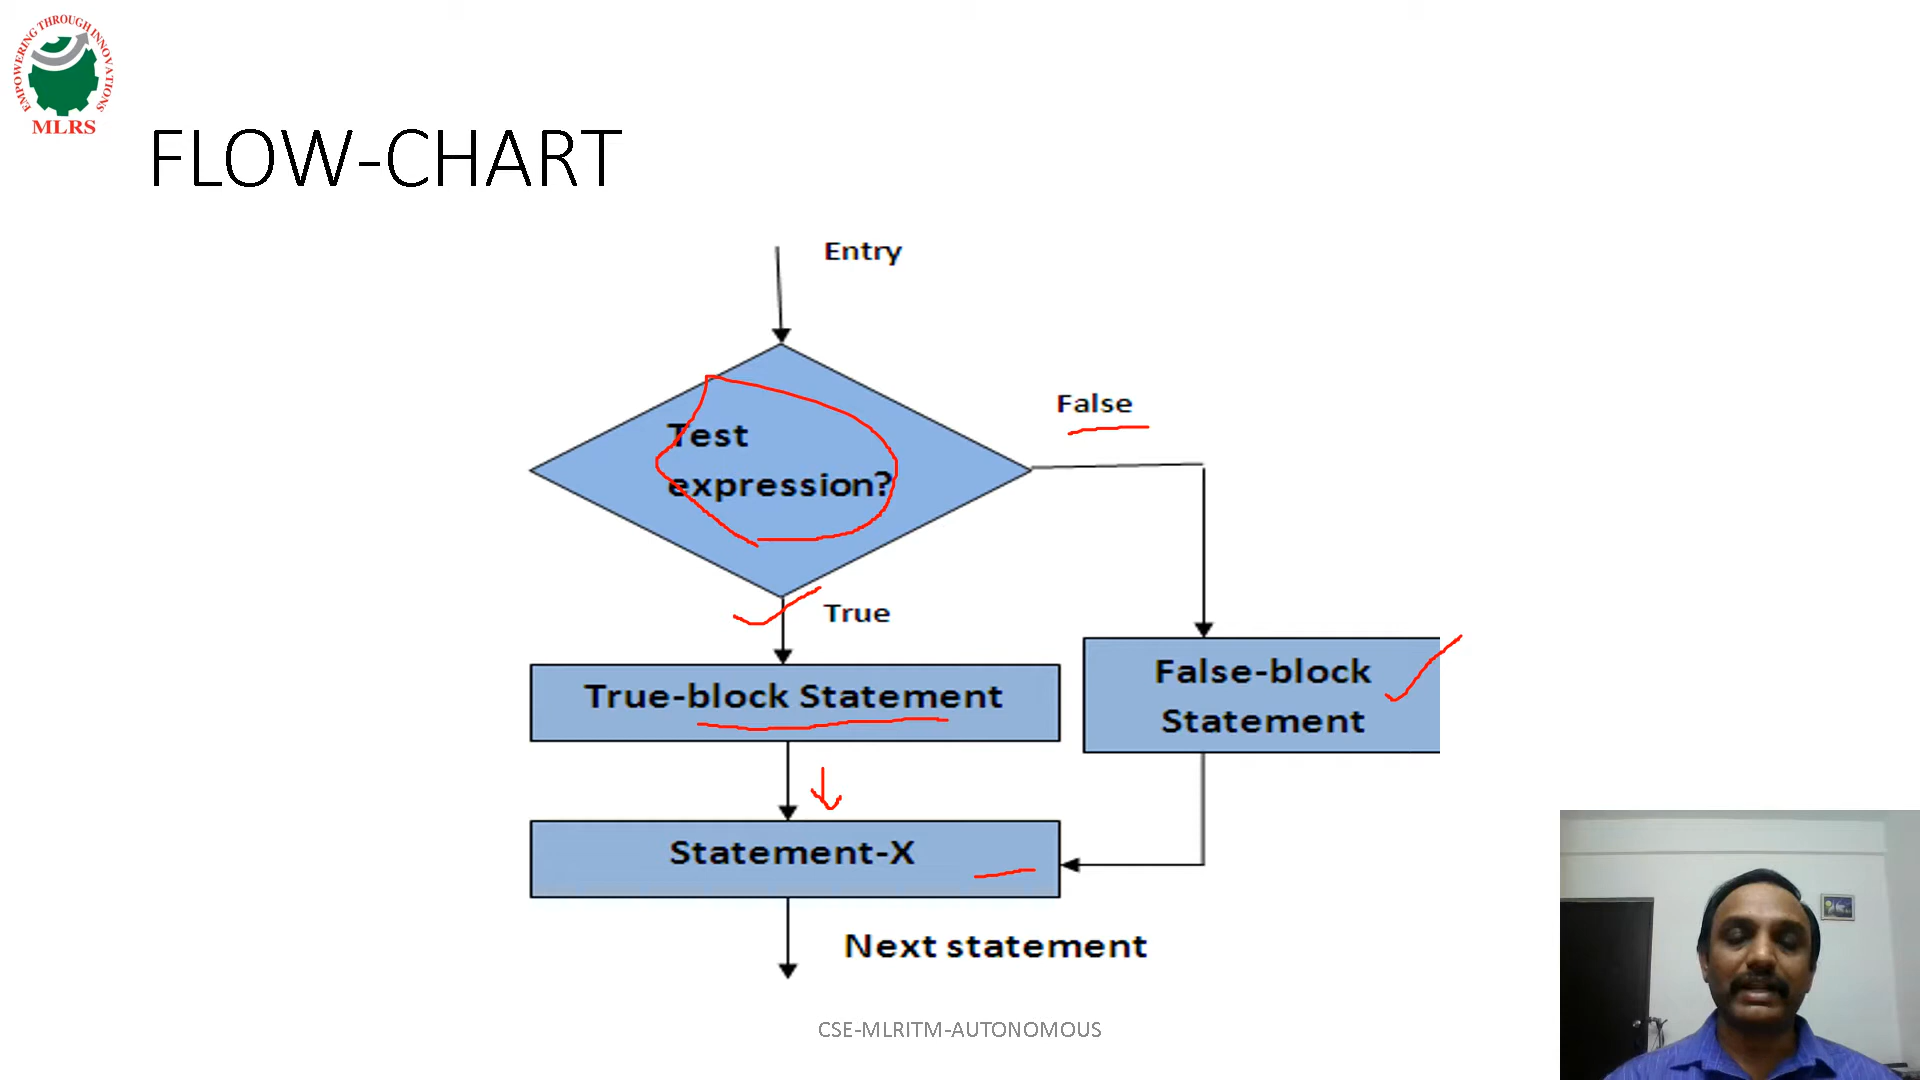 EMPOWERING THROUGH INNOVATIONS
MLRS
FLOW-CHART
Entry
Test
expression?
False
True
True-block Statement
False-block
Statement
Statement-X
Next statement
CSE-MLRITM-AUTONOMOUS